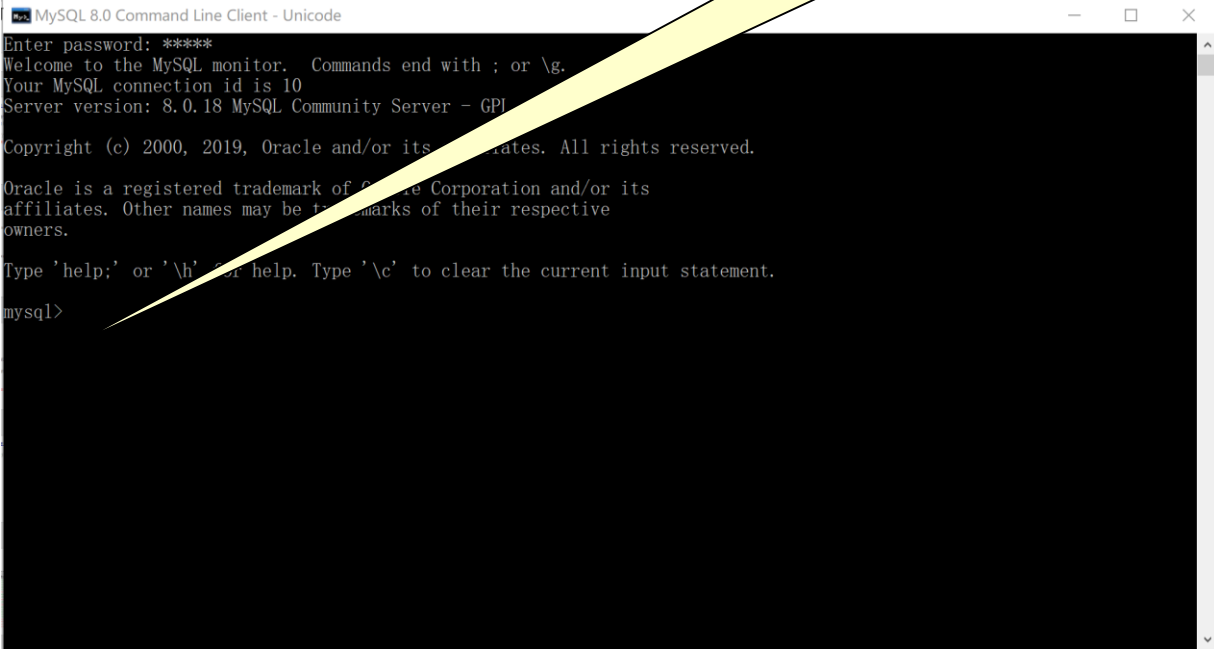 MySQL 8.0 Command Line Client - Unicode
Enter password: *****
Welcome to the MySQL monitor.  Commands end with ; or \g.
Your MySQL connection id is 10
Server version: 8.0.18 MySQL Community Server - GPL
Copyright (c) 2000, 2019, Oracle and/or its All rights reserved.
Oracle is a registered trademark of Corporation and/or its
affiliates. Other names may be of their respective
owners.
Type 'help;' or '\h' for help. Type '\c' to clear the current input statement.
mysql>